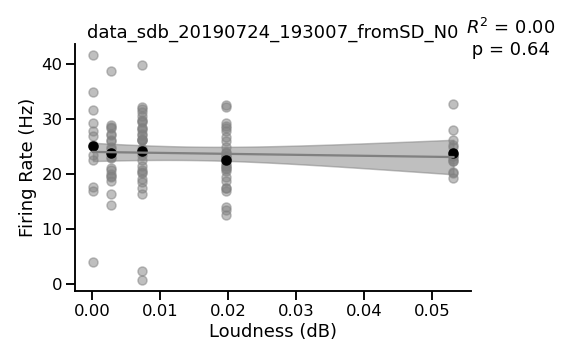 data_sdb_20190724_193007_fromSD_N0
R² = 0.00
p = 0.64
Firing Rate (Hz)
40
30
20
10
0
0.00 0.01 0.02 0.03 0.04 0.05
Loudness (dB)